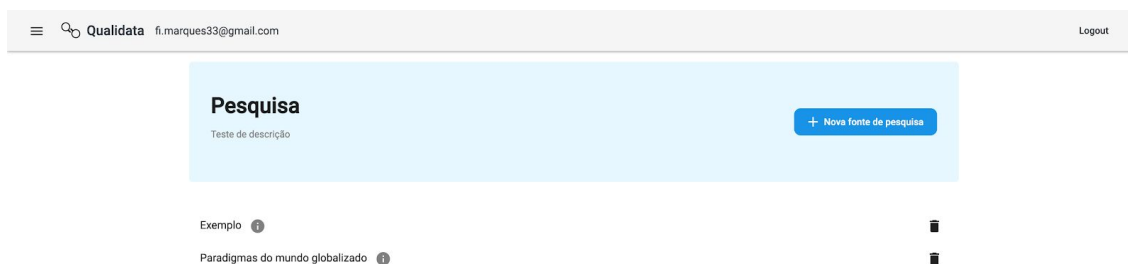 Qualidata fi.marques33@gmail.com Logout
Pesquisa
Teste de descrição
+ Nova fonte de pesquisa
Exemplo
Paradigmas do mundo globalizado